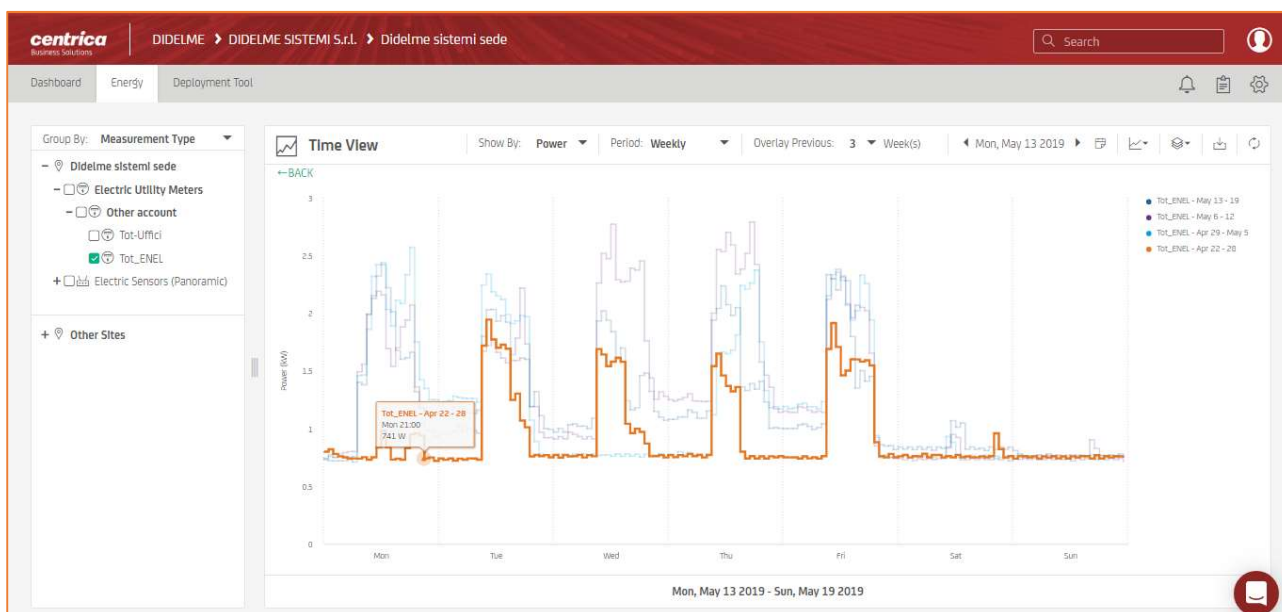 centrica
Business Solutions
DIDELME > DIDELME SISTEMI S.r.l. > Didelme sistemi sede
Search
Dashboard Energy Deployment Tool
Group By: Measurement Type
Didelme sistemi sede
Electric Utility Meters
Other account
Tot-Uffici
Tot_ENEL
Electric Sensors (Panoramic)
Other Sites
Time View Show By: Power Period: Weekly Overlay Previous: 3 Week(s) Mon, May 13 2019
←BACK
Tot_ENEL - May 13 - 19
Tot_ENEL - May 6 - 12
Tot_ENEL - Apr 29 - May 5
Tot_ENEL - Apr 22 - 28
Power (kW)
3
2.5
2
1.5
1
0.5
0
Tot_ENEL - Apr 22 - 28
Mon 21:00
741 W
Mon Tue Wed Thu Fri Sat Sun
Mon, May 13 2019 - Sun, May 19 2019